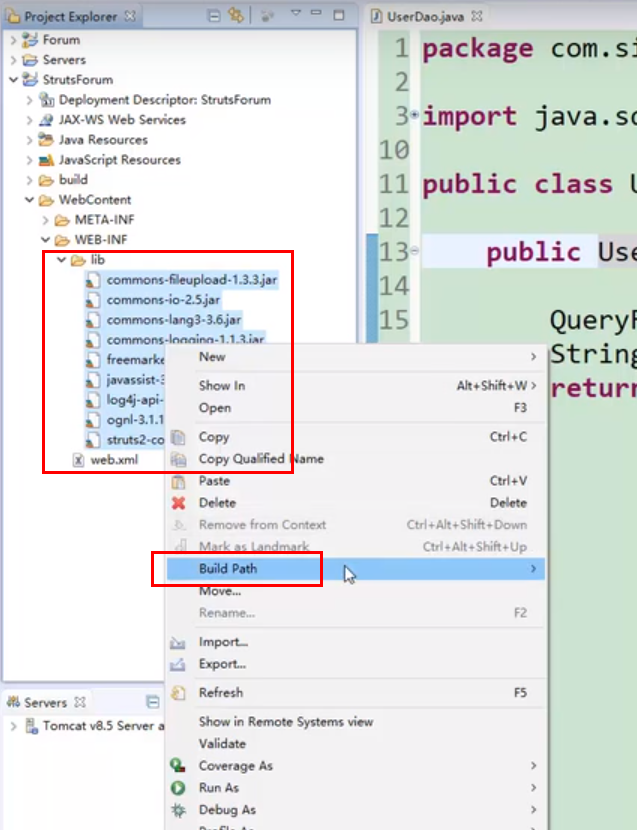 Project Explorer
Forum
Servers
StrutsForum
Deployment Descriptor: StrutsForum
JAX-WS Web Services
Java Resources
JavaScript Resources
build
WebContent
META-INF
WEB-INF
lib
commons-fileupload-1.3.3.jar
commons-io-2.5.jar
commons-lang3-3.6.jar
commons-logging-1.1.3.jar
freemarke
javassist-3
log4j-api-
ognl-3.1.1
struts2-co
web.xml
Servers
Tomcat v8.5 Server a
New
Show In Alt+Shift+W
Open F3
Copy Ctrl+C
Copy Qualified Name
Paste Ctrl+V
Delete Delete
Remove from Context Ctrl+Alt+Shift+Down
Mark as Landmark Ctrl+Alt+Shift+Up
Build Path
Move...
Rename... F2
Import...
Export...
Refresh F5
Show in Remote Systems view
Validate
Coverage As
Run As
Debug As
Profile As
UserDao.java
1 package com.si
2
3 import java.sq
10
11 public class U
12
13 public Use
14
15 QueryR
String
return